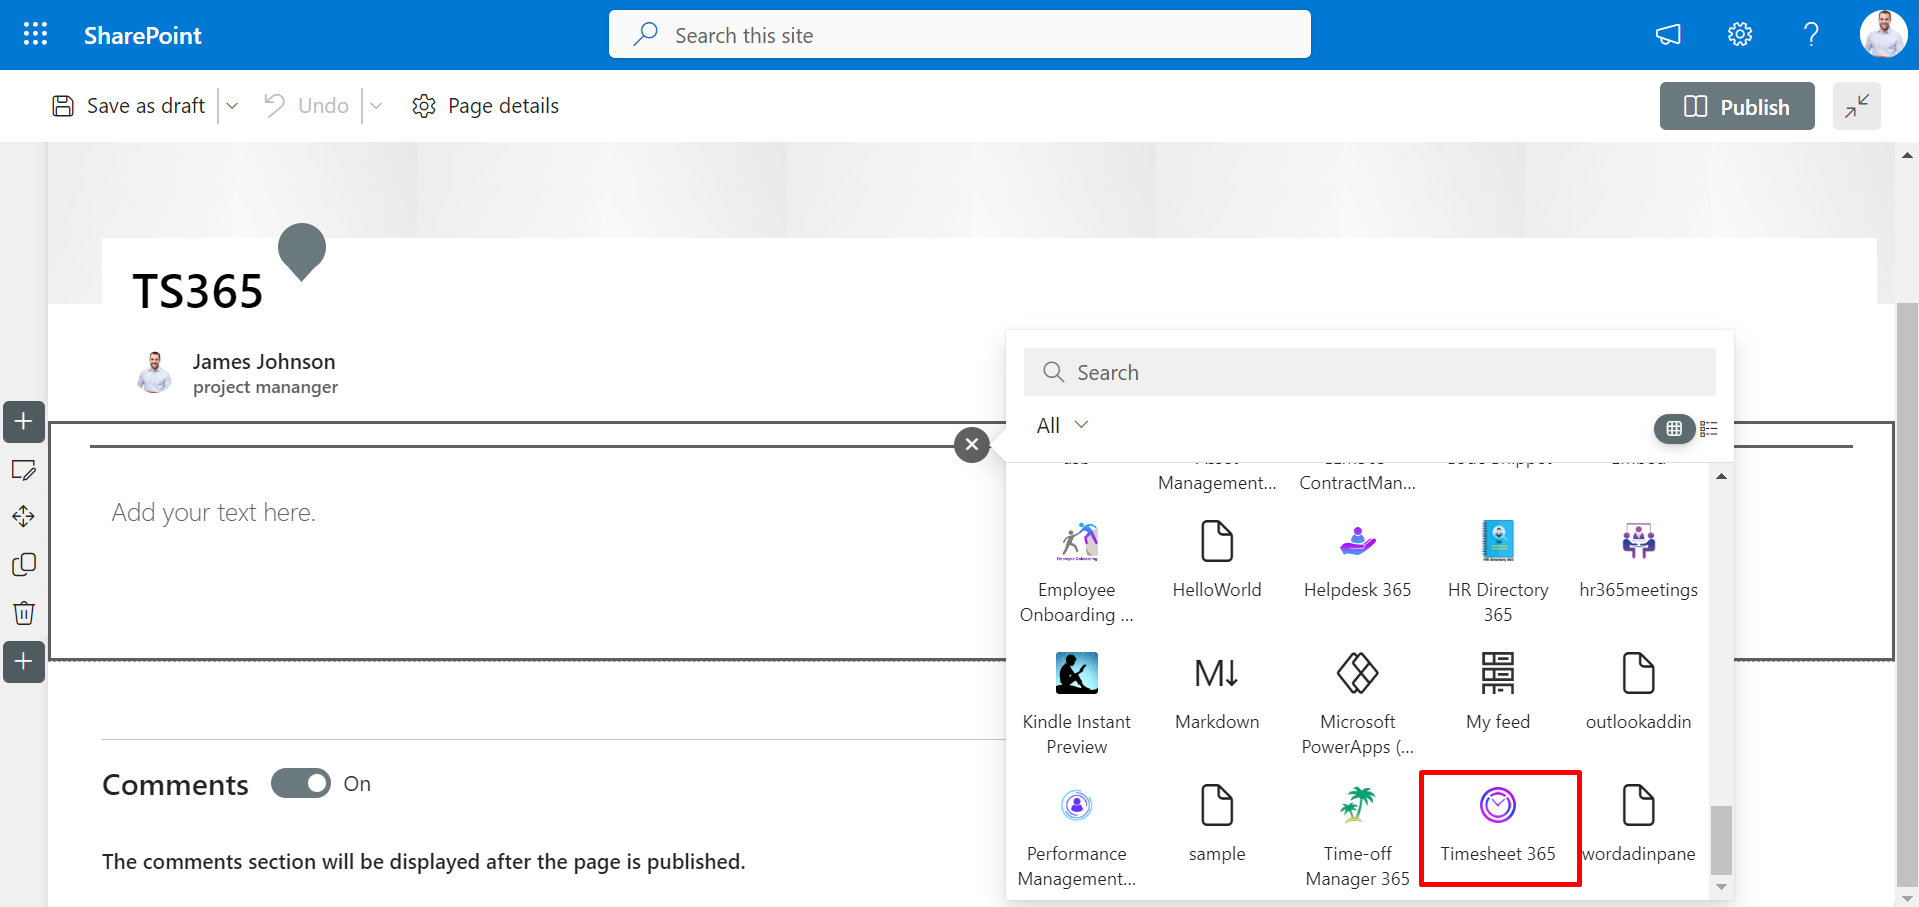 SharePoint
Search this site
Save as draft
Undo
Page details
Publish
TS365
James Johnson
project mananger
Search
All
Management...
ContractMan...
Add your text here.
Employee
Onboarding ...
HelloWorld
Helpdesk 365
HR Directory
365
hr365meetings
Kindle Instant
Preview
Markdown
Microsoft
PowerApps (...
My feed
outlookaddin
Comments
On
Performance
Management...
sample
Time-off
Manager 365
Timesheet 365
wordadinpane
The comments section will be displayed after the page is published.